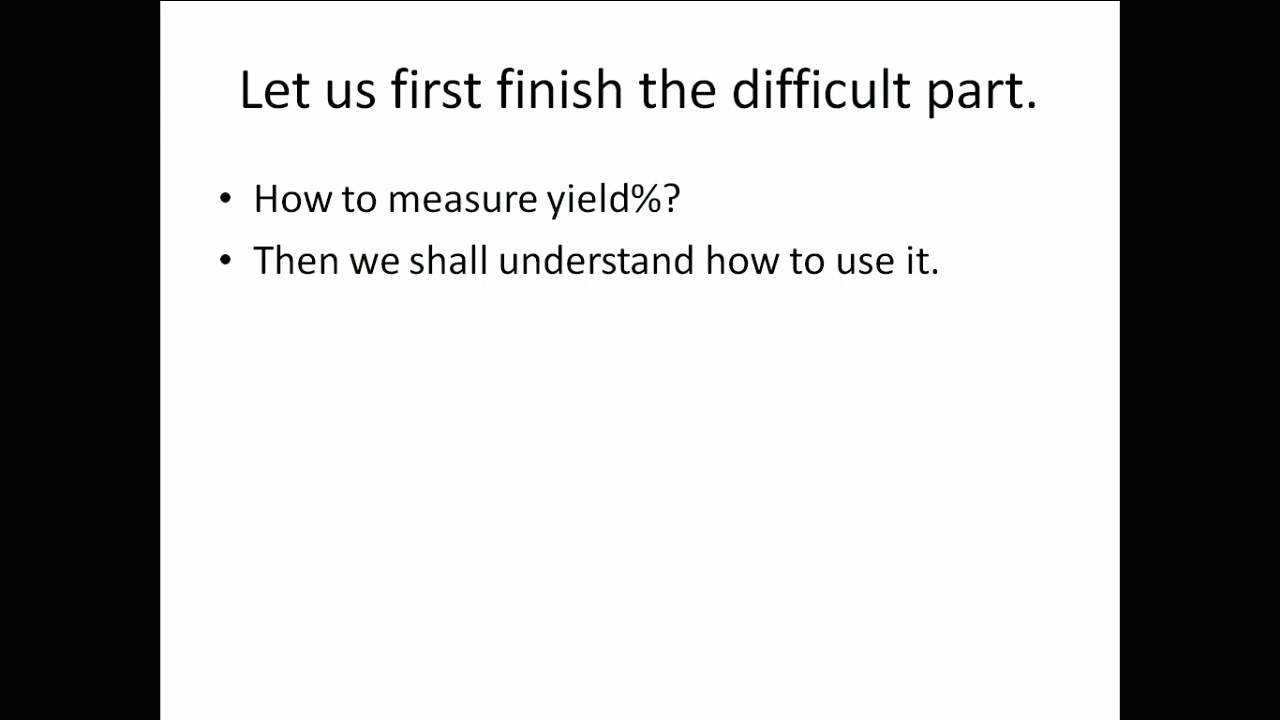 Let us first finish the difficult part.
• How to measure yield%?
• Then we shall understand how to use it.